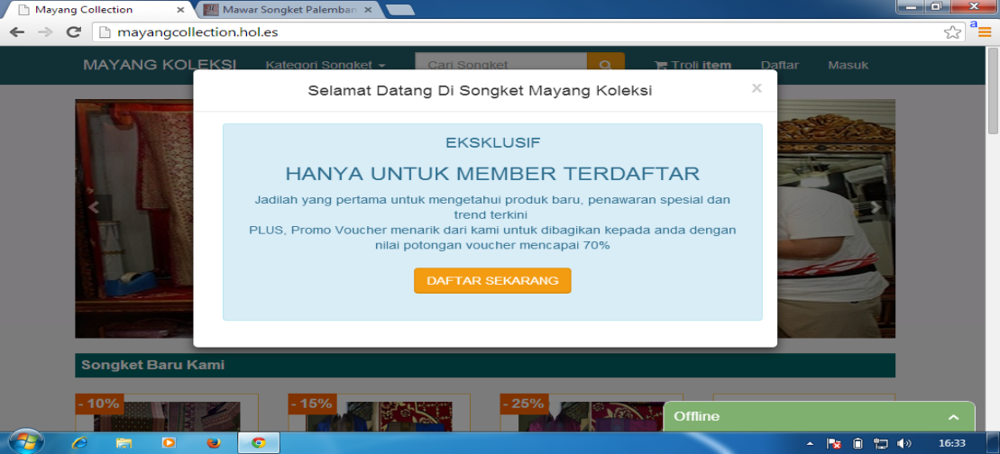 Mayang Collection
Mawar Songket Palemban
mayangcollection.hol.es
MAYANG KOLEKSI Kategori Songket Cari Songket Troli item Daftar Masuk
Selamat Datang Di Songket Mayang Koleksi
EKSKLUSIF
HANYA UNTUK MEMBER TERDAFTAR
Jadilah yang pertama untuk mengetahui produk baru, penawaran spesial dan
trend terkini
PLUS, Promo Voucher menarik dari kami untuk dibagikan kepada anda dengan
nilai potongan voucher mencapai 70%
DAFTAR SEKARANG
Songket Baru Kami
- 10% - 15% - 25%
Offline
16:33